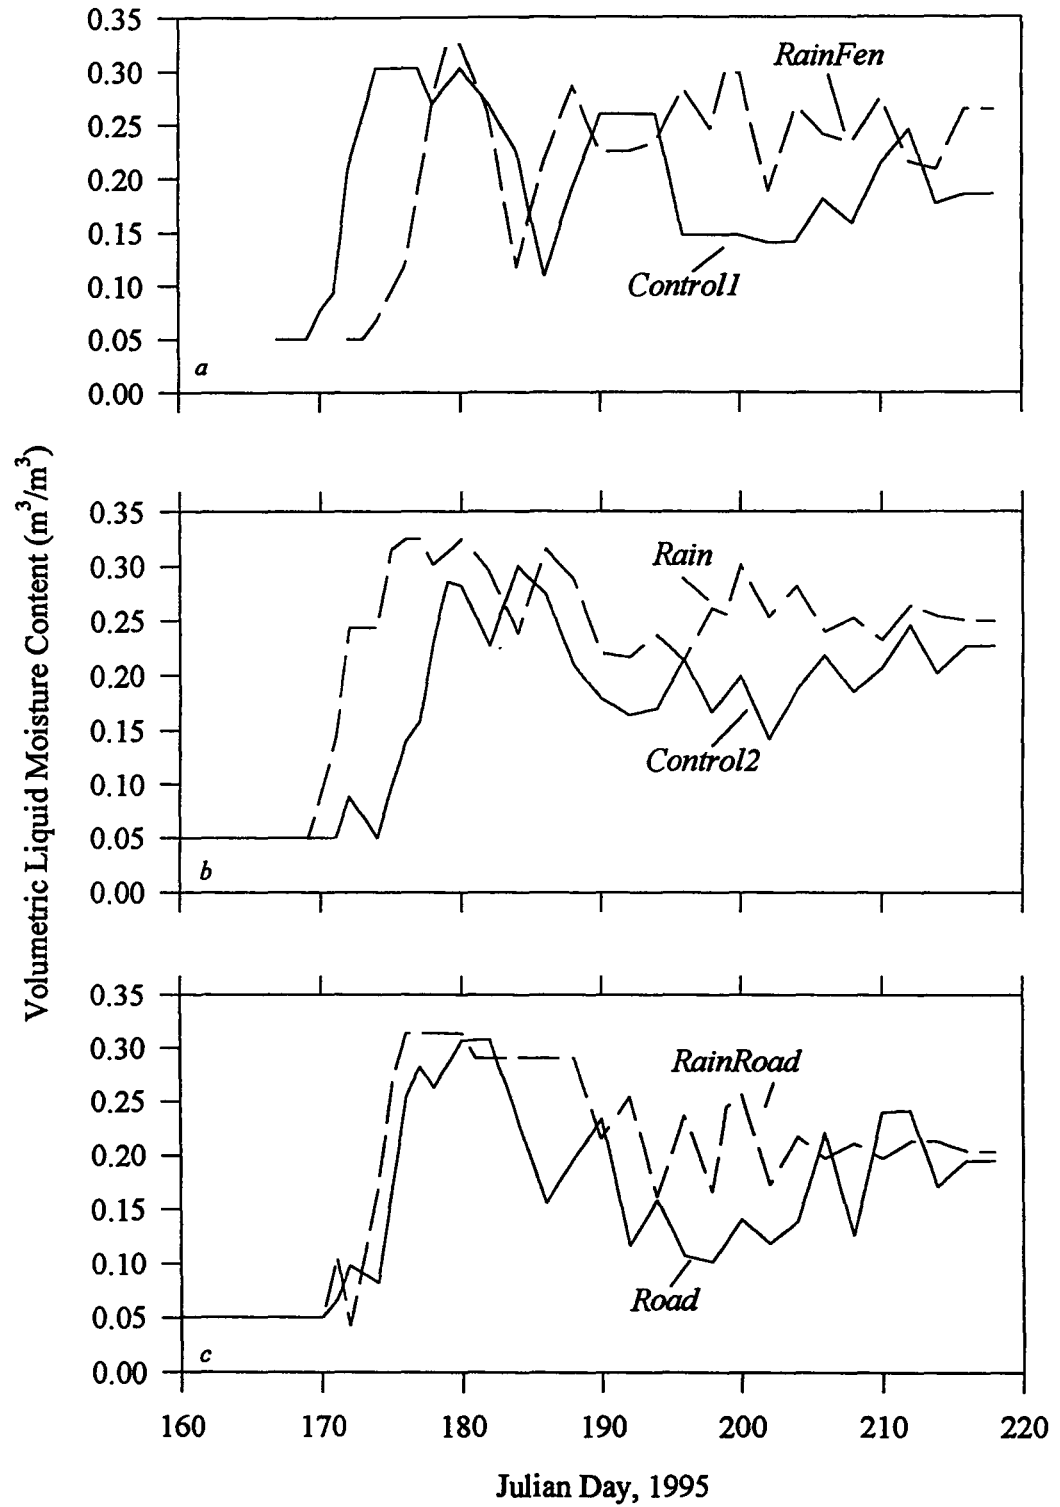 0.35
0.30
0.25
0.20
0.15
0.10
0.05
0.00
RainFen
Control1
a
Volumetric Liquid Moisture Content (m³/m³)
0.35
0.30
0.25
0.20
0.15
0.10
0.05
0.00
Rain
Control2
b
0.35
0.30
0.25
0.20
0.15
0.10
0.05
0.00
RainRoad
Road
c
160 170 180 190 200 210 220
Julian Day, 1995